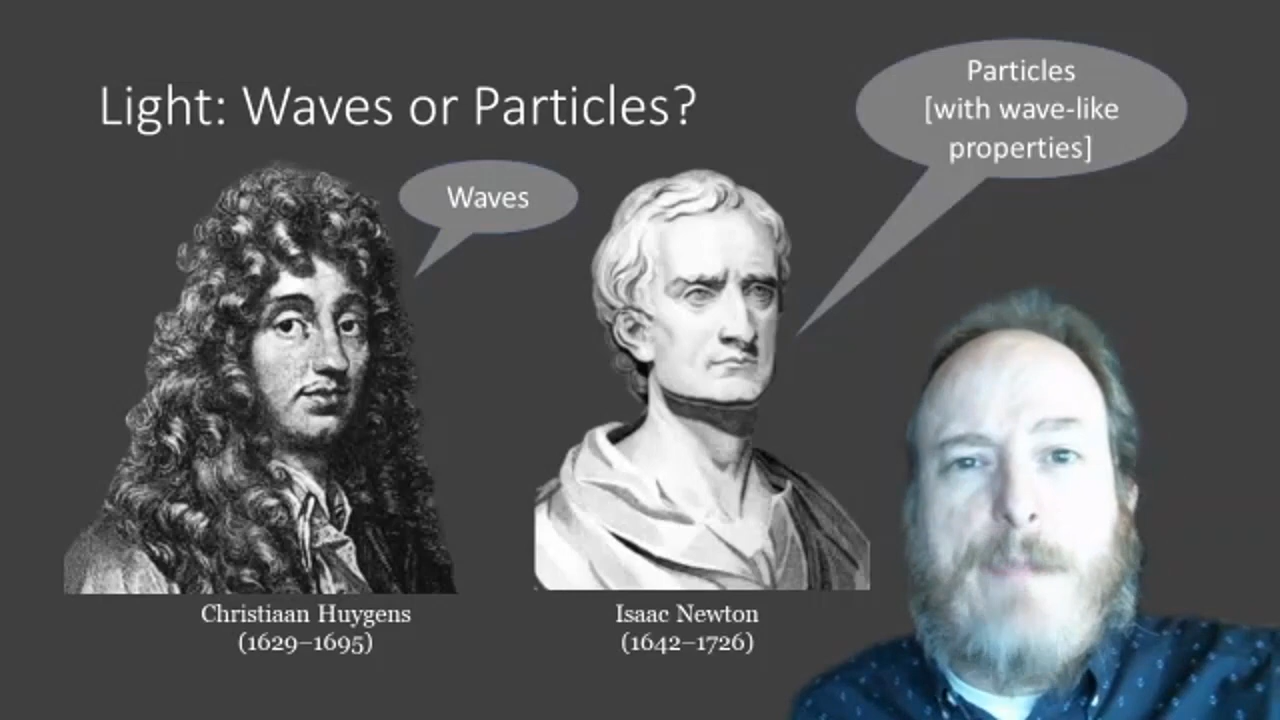 Light: Waves or Particles?
Waves
Particles
[with wave-like
properties]
Christiaan Huygens
(1629–1695)
Isaac Newton
(1642–1726)